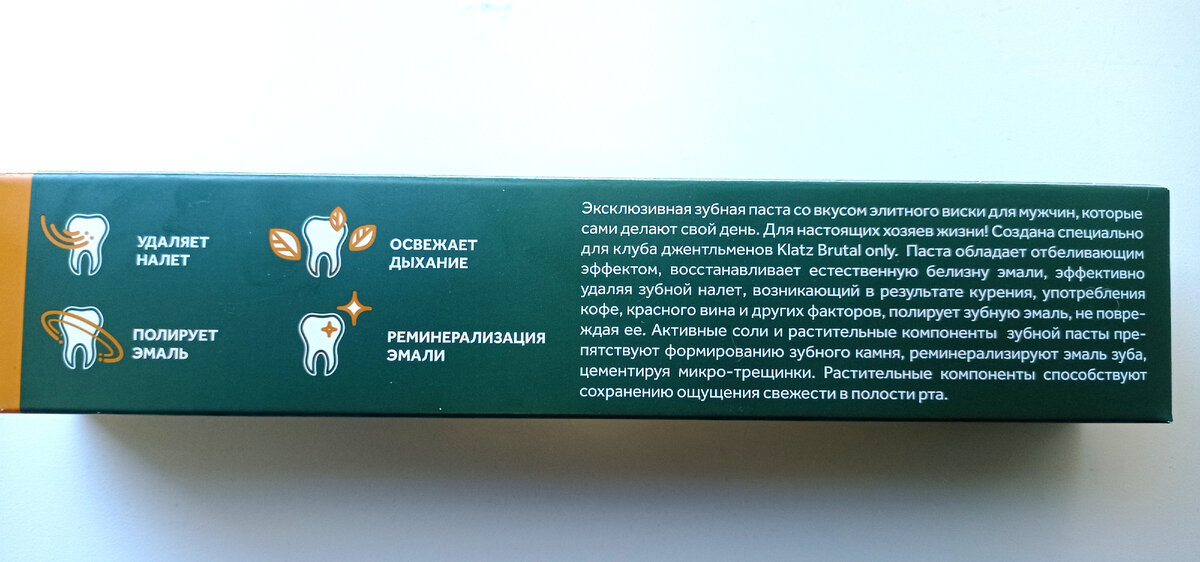 УДАЛЯЕТ
НАЛЕТ
ОСВЕЖАЕТ
ДЫХАНИЕ
ПОЛИРУЕТ
ЭМАЛЬ
РЕМИНЕРАЛИЗАЦИЯ
ЭМАЛИ
Эксклюзивная зубная паста со вкусом элитного виски для мужчин, которые
сами делают свой день. Для настоящих хозяев жизни! Создана специально
для клуба джентльменов Klatz Brutal only. Паста обладает отбеливающим
эффектом, восстанавливает естественную белизну эмали, эффективно
удаляя зубной налет, возникающий в результате курения, употребления
кофе, красного вина и других факторов, полирует зубную эмаль, не повре-
ждая ее. Активные соли и растительные компоненты зубной пасты пре-
пятствуют формированию зубного камня, реминерализируют эмаль зуба,
цементируя микро-трещинки. Растительные компоненты способствуют
сохранению ощущения свежести в полости рта.